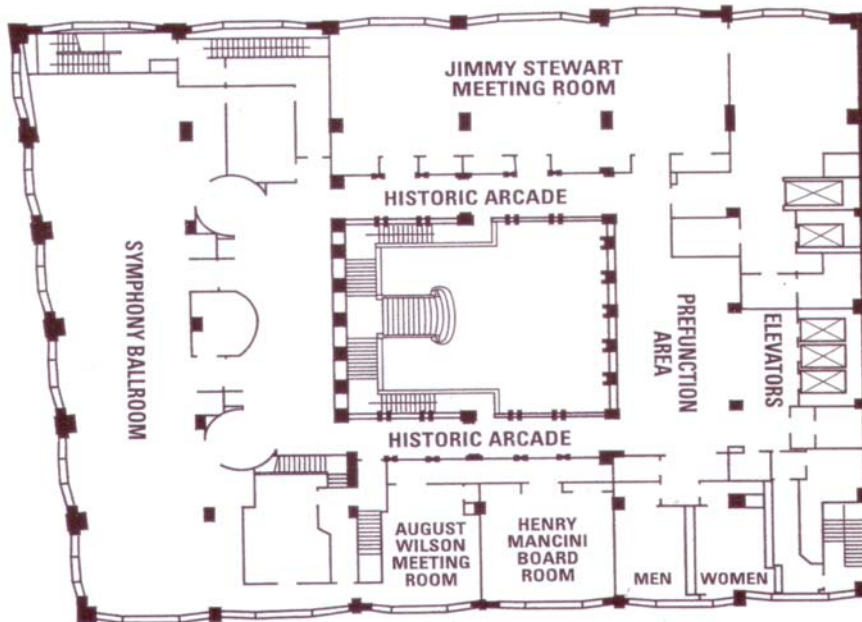 JIMMY STEWART
MEETING ROOM
HISTORIC ARCADE
SYMPHONY BALLROOM
PREFUNCTION
AREA
ELEVATORS
HISTORIC ARCADE
AUGUST
WILSON
MEETING
ROOM
HENRY
MANCINI
BOARD
ROOM
MEN
WOMEN